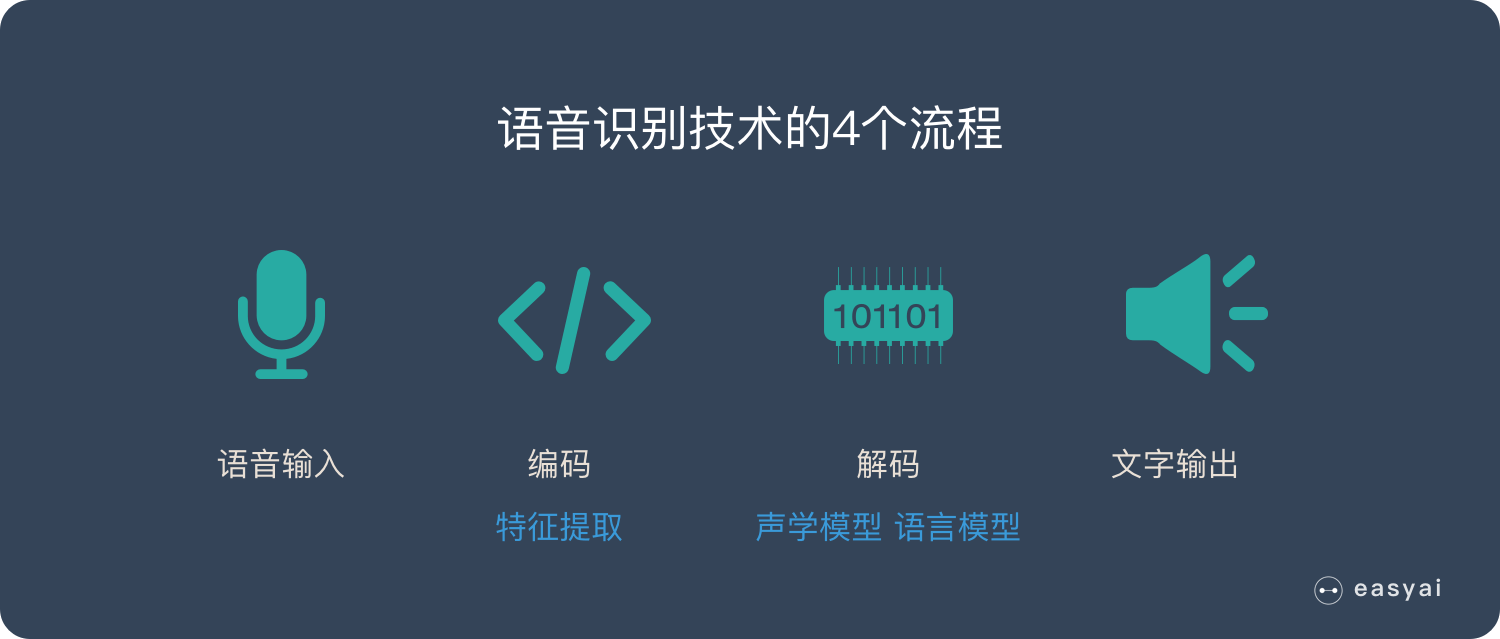 语音识别技术的4个流程
101101
语音输入 编码 解码 文字输出
特征提取 声学模型 语言模型
easyai